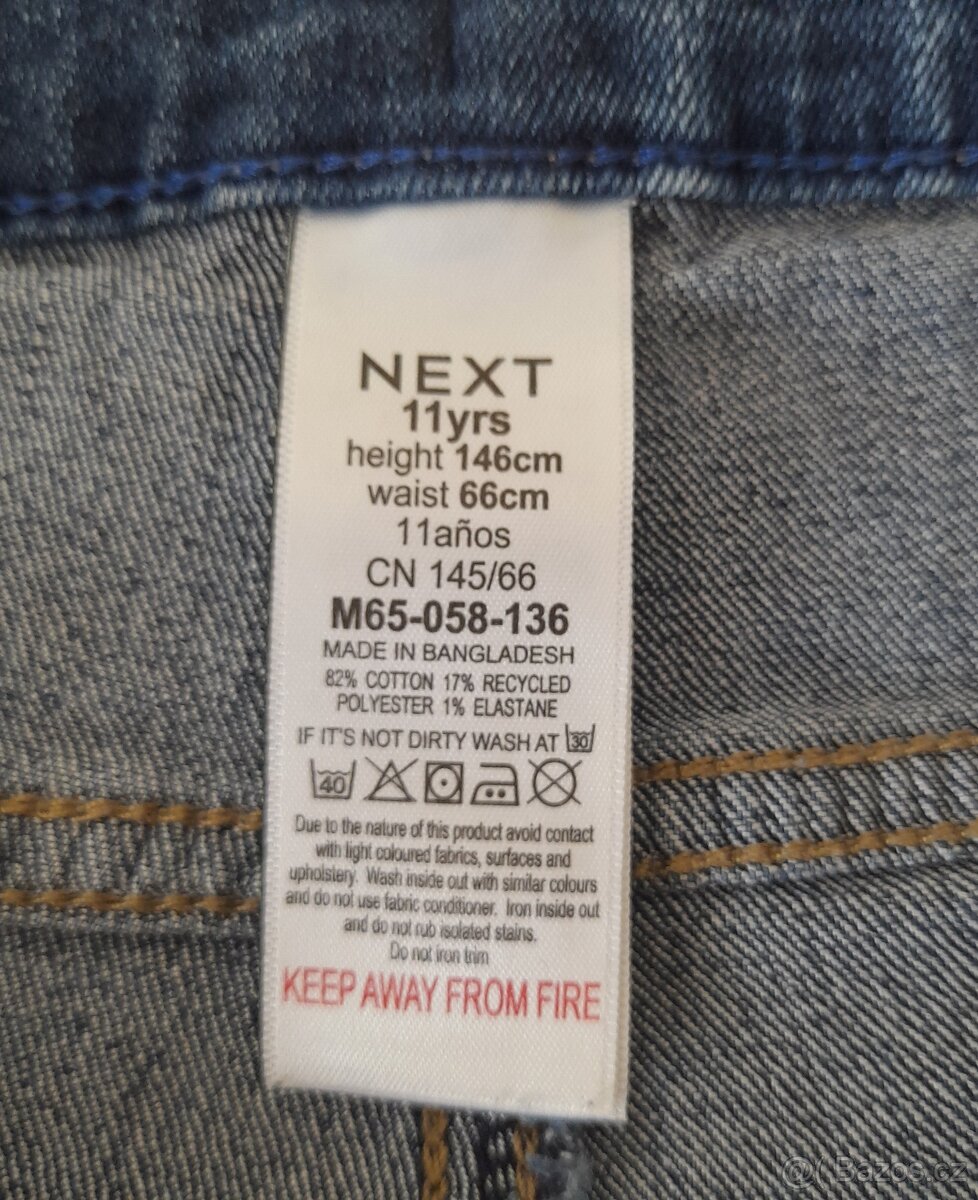 NEXT
11yrs
height 146cm
waist 66cm
11años
CN 145/66
M65-058-136
MADE IN BANGLADESH
82% COTTON 17% RECYCLED
POLYESTER 1% ELASTANE
IF IT'S NOT DIRTY WASH AT 30
40
Due to the nature of this product avoid contact
with light coloured fabrics, surfaces and
upholstery. Wash inside out with similar colours
and do not use fabric conditioner. Iron inside out
and do not rub isolated stains.
Do not iron trim
KEEP AWAY FROM FIRE
Bazos.cz